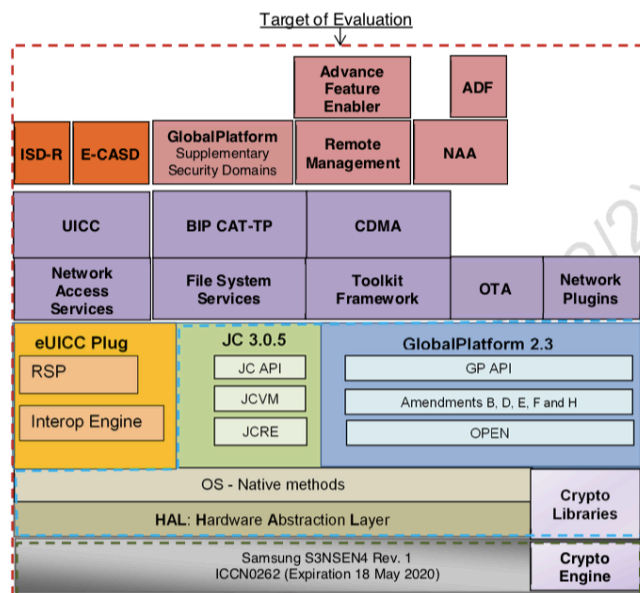 Target of Evaluation
Advance
Feature
Enabler
ADF
ISD-R
E-CASD
GlobalPlatform
Supplementary
Security Domains
Remote
Management
NAA
UICC
BIP CAT-TP
CDMA
Network
Access
Services
File System
Services
Toolkit
Framework
OTA
Network
Plugins
eUICC Plug
RSP
Interop Engine
JC 3.0.5
JC API
JCVM
JCRE
GlobalPlatform 2.3
GP API
Amendments B, D, E, F and H
OPEN
OS - Native methods
HAL: Hardware Abstraction Layer
Crypto
Libraries
Samsung S3NSEN4 Rev. 1
ICCN0262 (Expiration 18 May 2020)
Crypto
Engine